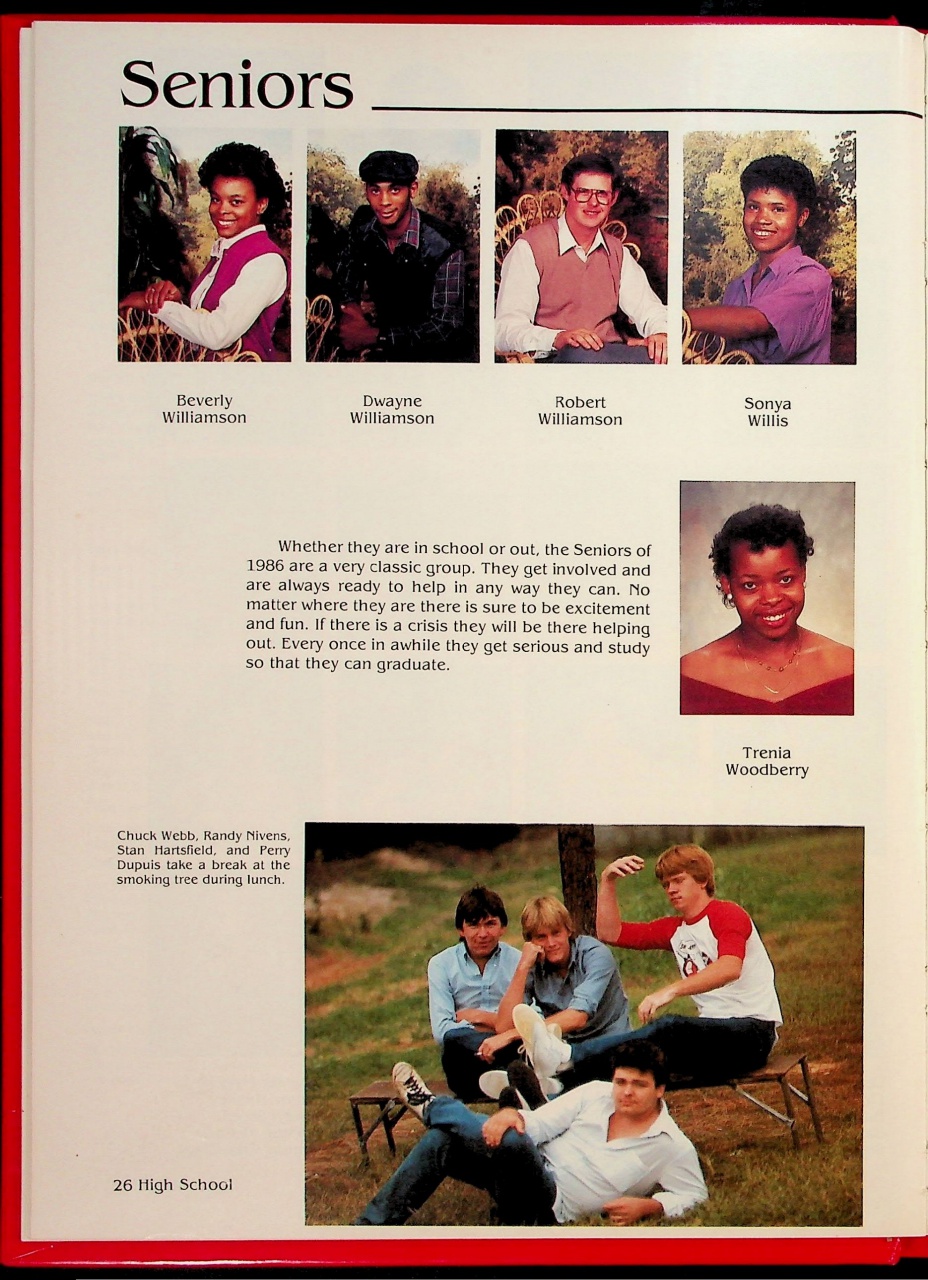 Seniors
Beverly
Williamson
Dwayne
Williamson
Robert
Williamson
Sonya
Willis
Whether they are in school or out, the Seniors of
1986 are a very classic group. They get involved and
are always ready to help in any way they can. No
matter where they are there is sure to be excitement
and fun. If there is a crisis they will be there helping
out. Every once in awhile they get serious and study
so that they can graduate.
Trenia
Woodberry
Chuck Webb, Randy Nivens,
Stan Hartsfield, and Perry
Dupuis take a break at the
smoking tree during lunch.
26 High School